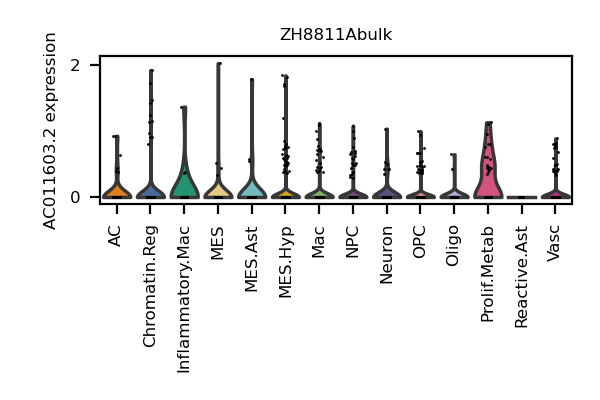 ZH8811Abulk
AC011603.2 expression
2
0
AC
Chromatin.Reg
Inflammatory.Mac
MES
MES.Ast
MES.Hyp
Mac
NPC
Neuron
OPC
Oligo
Prolif.Metab
Reactive.Ast
Vasc